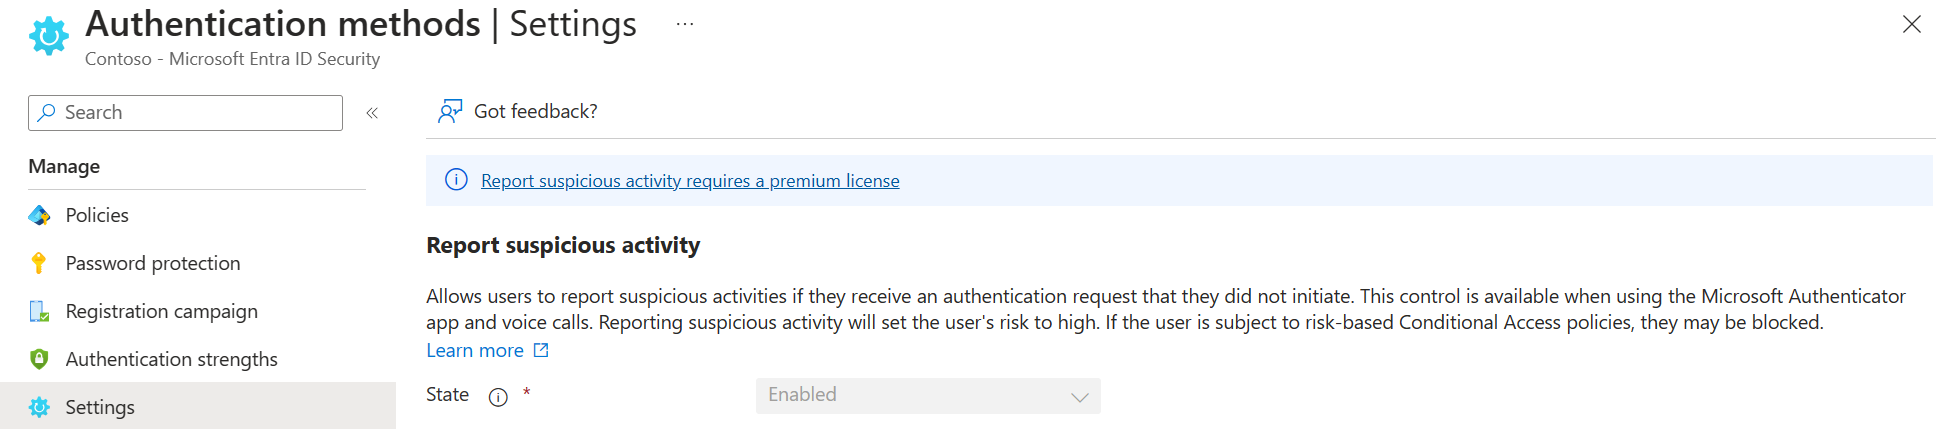 Authentication methods | Settings ...
Contoso - Microsoft Entra ID Security
Search
Got feedback?
Manage
Report suspicious activity requires a premium license
Policies
Password protection
Registration campaign
Authentication strengths
Settings
Report suspicious activity
Allows users to report suspicious activities if they receive an authentication request that they did not initiate. This control is available when using the Microsoft Authenticator
app and voice calls. Reporting suspicious activity will set the user's risk to high. If the user is subject to risk-based Conditional Access policies, they may be blocked.
Learn more
State * Enabled